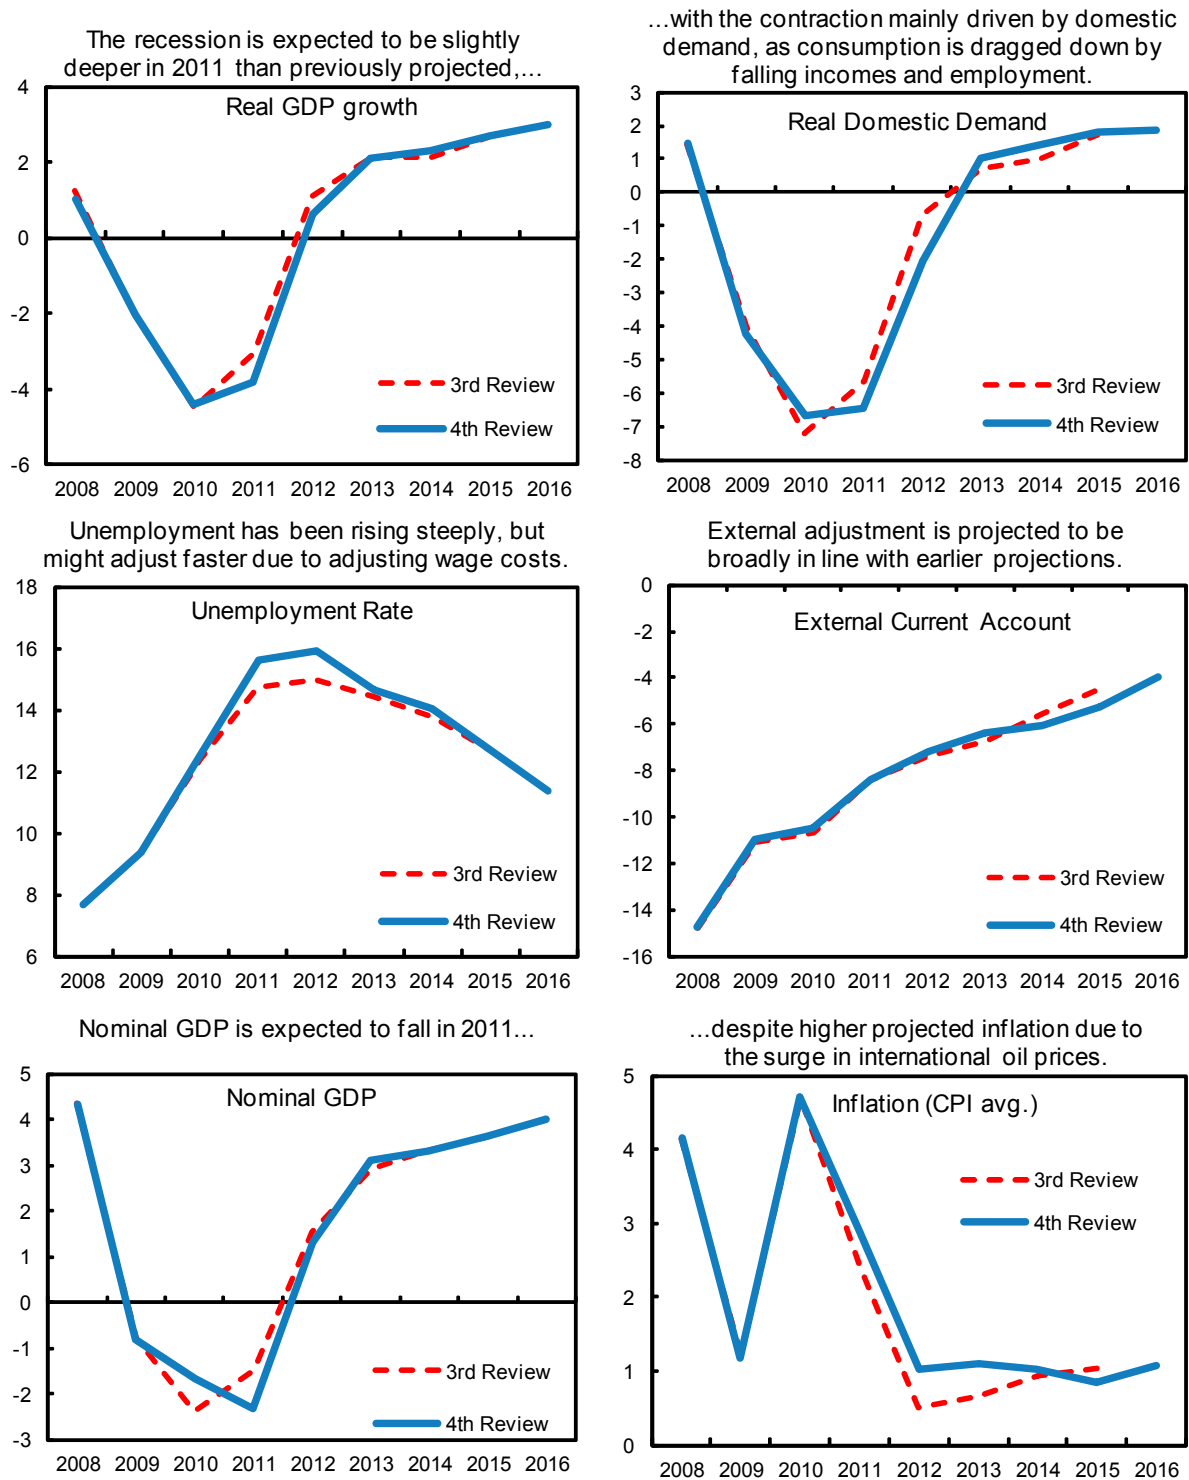 The recession is expected to be slightly
deeper in 2011 than previously projected,...
Real GDP growth
4
2
0
-2
-4
-6
3rd Review
4th Review
2008 2009 2010 2011 2012 2013 2014 2015 2016
...with the contraction mainly driven by domestic
demand, as consumption is dragged down by
falling incomes and employment.
Real Domestic Demand
3
2
1
0
-1
-2
-3
-4
-5
-6
-7
-8
3rd Review
4th Review
2008 2009 2010 2011 2012 2013 2014 2015 2016
Unemployment has been rising steeply, but
might adjust faster due to adjusting wage costs.
Unemployment Rate
18
16
14
12
10
8
6
3rd Review
4th Review
2008 2009 2010 2011 2012 2013 2014 2015 2016
External adjustment is projected to be
broadly in line with earlier projections.
External Current Account
0
-2
-4
-6
-8
-10
-12
-14
-16
3rd Review
4th Review
2008 2009 2010 2011 2012 2013 2014 2015 2016
Nominal GDP is expected to fall in 2011...
Nominal GDP
5
4
3
2
1
0
-1
-2
-3
3rd Review
4th Review
2008 2009 2010 2011 2012 2013 2014 2015 2016
...despite higher projected inflation due to
the surge in international oil prices.
Inflation (CPI avg.)
5
4
3
2
1
0
3rd Review
4th Review
2008 2009 2010 2011 2012 2013 2014 2015 2016